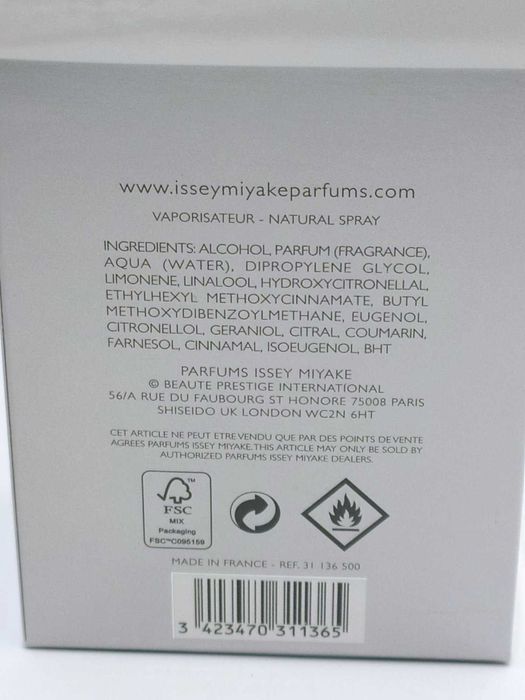 www.isseymiyakeparfums.com
VAPORISATEUR - NATURAL SPRAY
INGREDIENTS: ALCOHOL, PARFUM (FRAGRANCE),
AQUA (WATER), DIPROPYLENE GLYCOL,
LIMONENE, LINALOOL, HYDROXYCITRONELLAL,
ETHYLHEXYL METHOXYCINNAMATE, BUTYL
METHOXYDIBENZOYLMETHANE, EUGENOL,
CITRONELLOL, GERANIOL, CITRAL, COUMARIN,
FARNESOL, CINNAMAL, ISOEUGENOL, BHT
PARFUMS ISSEY MIYAKE
© BEAUTE PRESTIGE INTERNATIONAL
56/A RUE DU FAUBOURG ST HONORE 75008 PARIS
SHISEIDO UK LONDON WC2N 6HT
CET ARTICLE NE PEUT ETRE VENDU QUE PAR DES POINTS DE VENTE
AGREES PARFUMS ISSEY MIYAKE. THIS ARTICLE MAY ONLY BE SOLD BY
AUTHORIZED PARFUMS ISSEY MIYAKE DEALERS.
™
FSC
MIX
Packaging
FSC™C095159
MADE IN FRANCE - REF. 31 136 500
3 423470 311365